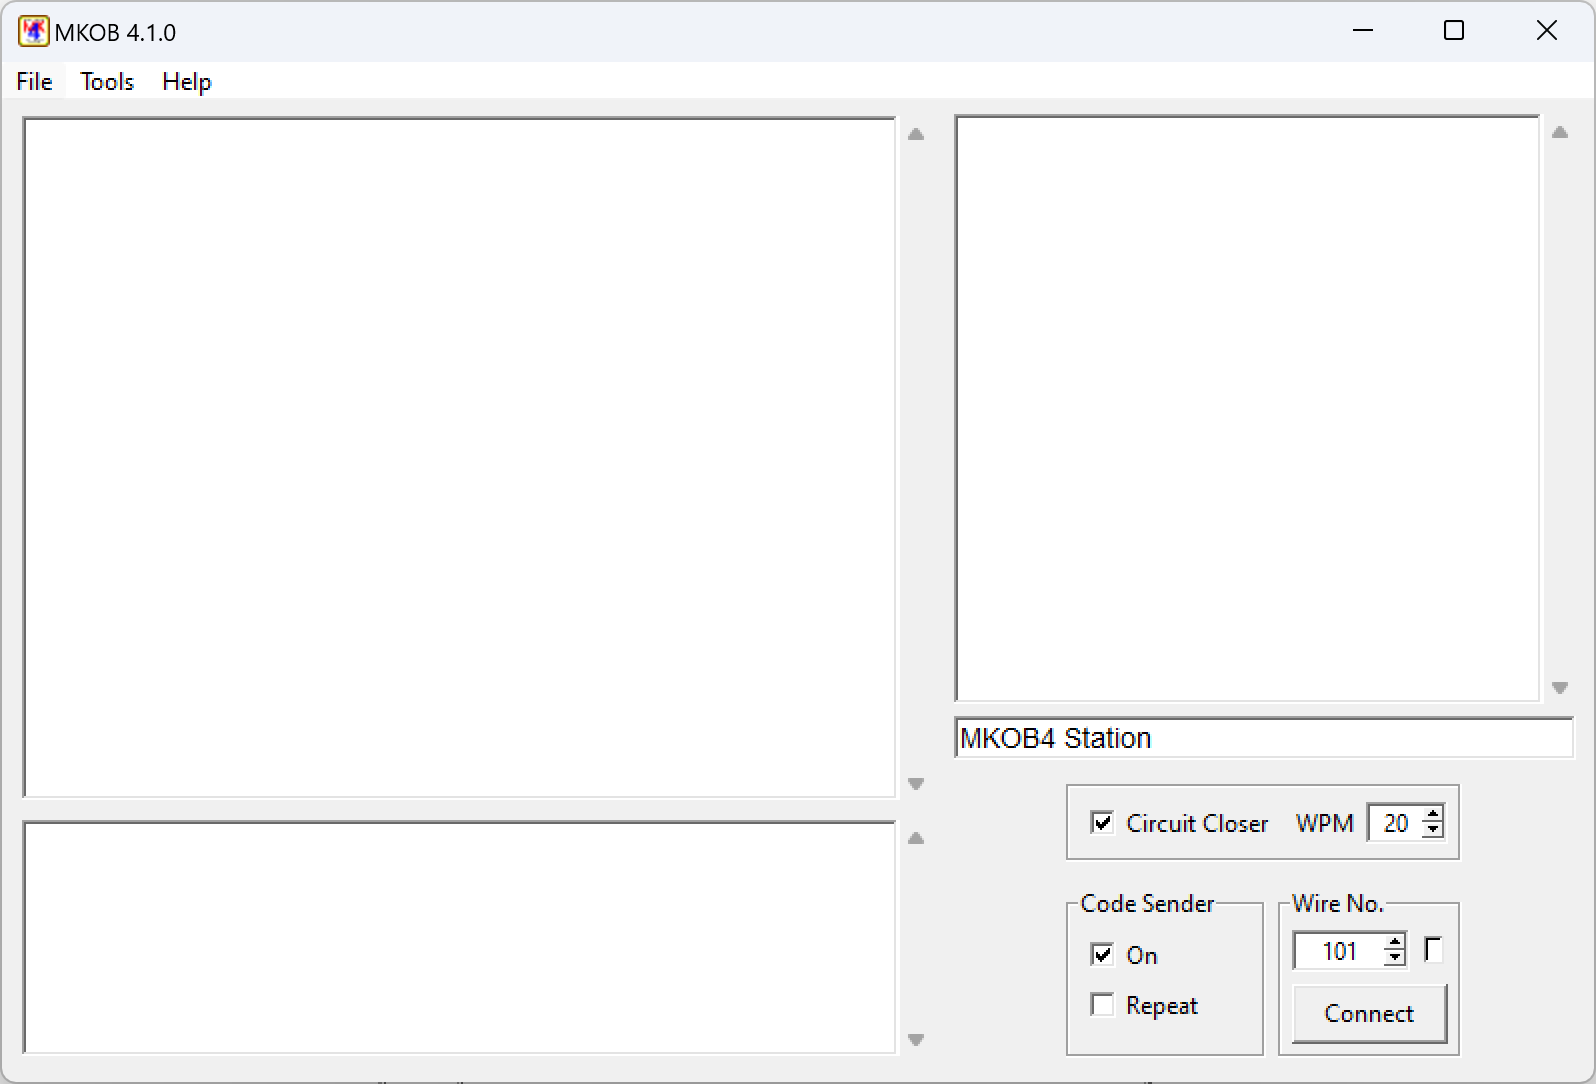 MKOB 4.1.0
File Tools Help
MKOB4 Station
Circuit Closer WPM 20
Code Sender
On
Repeat
Wire No.
101
Connect